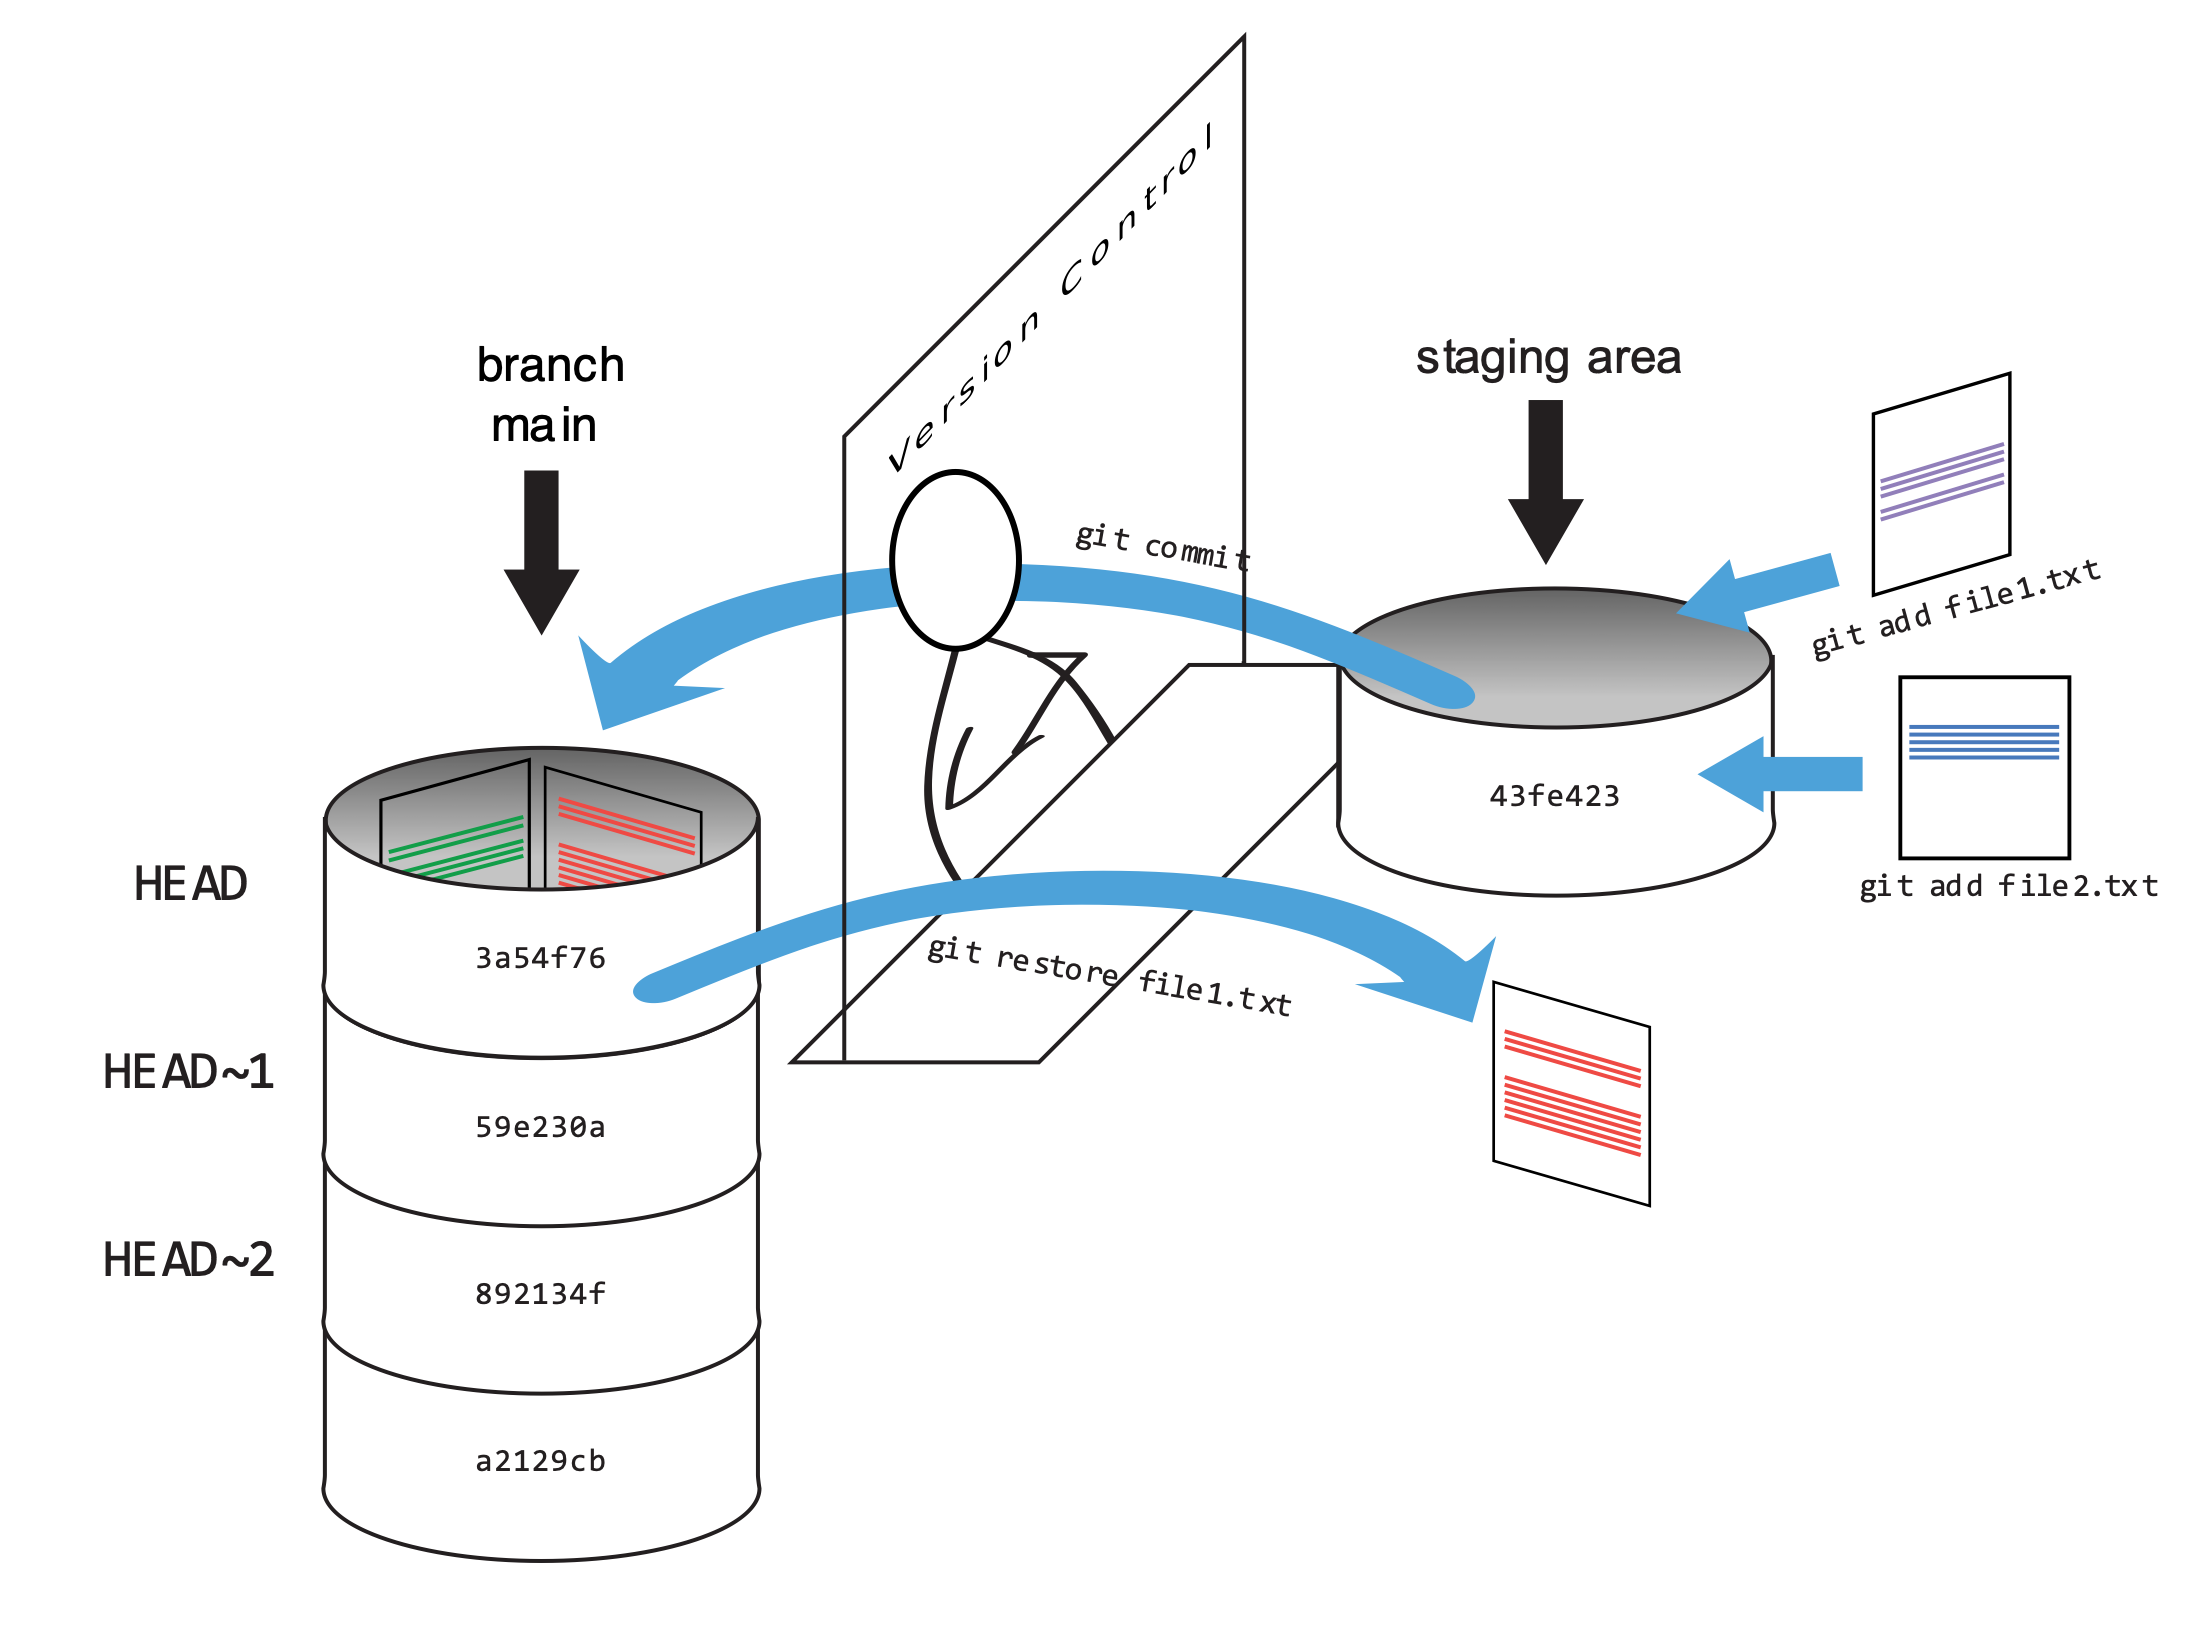 Version Control
branch
main
staging area
git commit
git add file1.txt
43fe423
git add file2.txt
HEAD
3a54f76
git restore file1.txt
HEAD~1
59e230a
HEAD~2
892134f
a2129cb